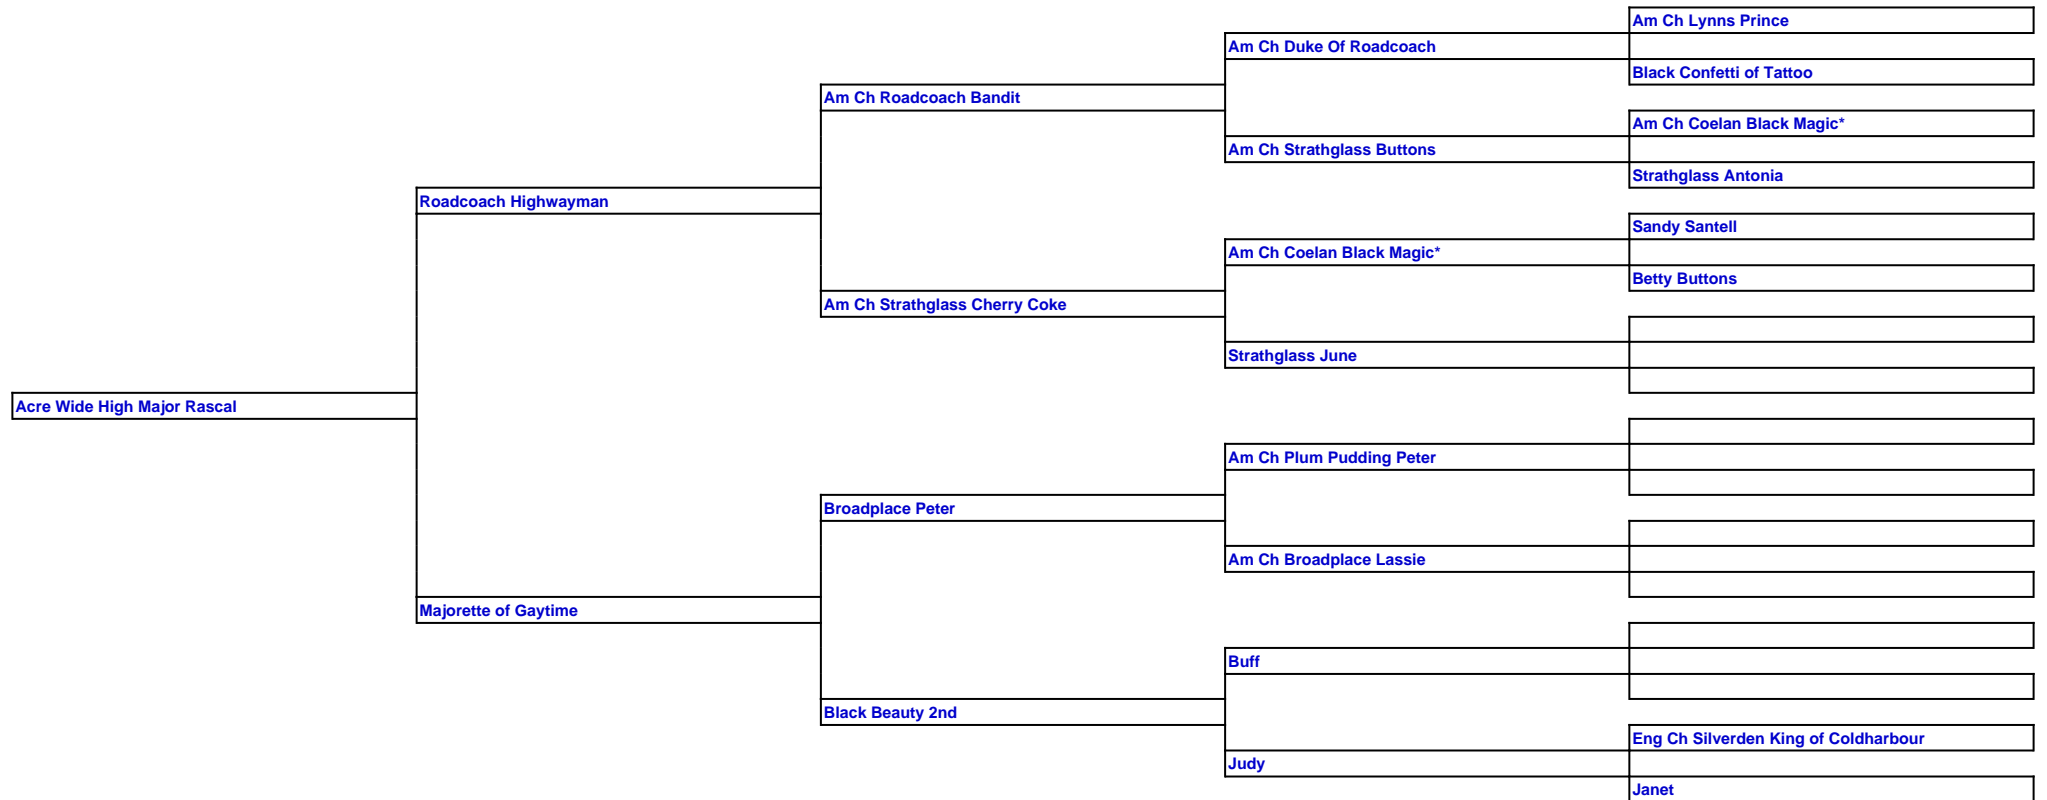 Am Ch Lynns Prince
Am Ch Duke Of Roadcoach
Black Confetti of Tattoo
Am Ch Roadcoach Bandit
Am Ch Coelan Black Magic*
Am Ch Strathglass Buttons
Strathglass Antonia
Roadcoach Highwayman
Sandy Santell
Am Ch Coelan Black Magic*
Betty Buttons
Am Ch Strathglass Cherry Coke
Strathglass June
Acre Wide High Major Rascal
Am Ch Plum Pudding Peter
Broadplace Peter
Am Ch Broadplace Lassie
Majorette of Gaytime
Buff
Black Beauty 2nd
Eng Ch Silverden King of Coldharbour
Judy
Janet